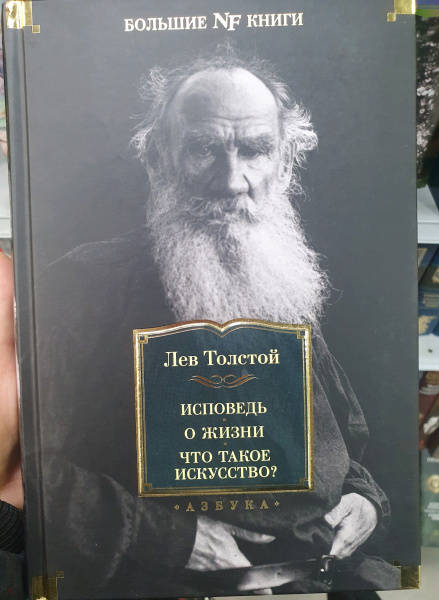 БОЛЬШИЕ NF КНИГИ
Лев Толстой
ИСПОВЕДЬ
О ЖИЗНИ
ЧТО ТАКОЕ
ИСКУССТВО?
• АЗБУКА •